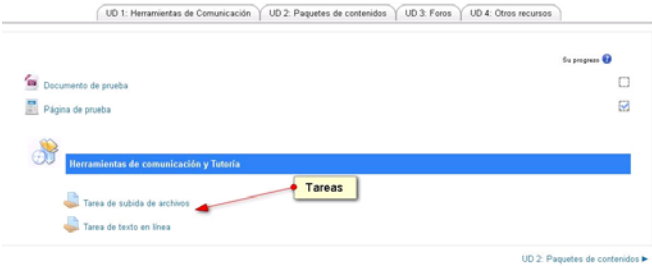 UD 1: Herramientas de Comunicación UD 2: Paquetes de contenidos UD 3: Foros UD 4: Otros recursos
Su progreso
Documento de prueba
Página de prueba
Herramientas de comunicación y Tutoría
Tareas
Tarea de subida de archivos
Tarea de texto en línea
UD 2: Paquetes de contenidos ►